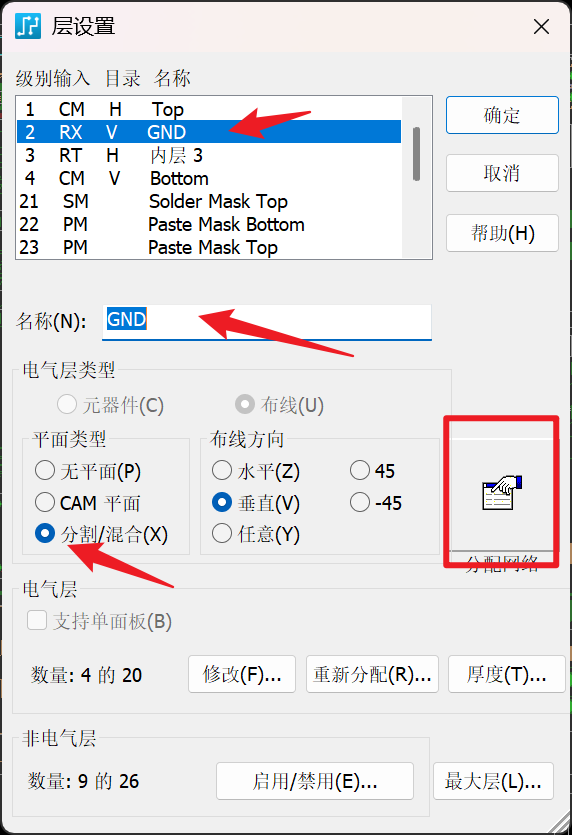 层设置
级别输入 目录 名称
1 CM H Top
2 RX V GND
3 RT H 内层 3
4 CM V Bottom
21 SM Solder Mask Top
22 PM Paste Mask Bottom
23 PM Paste Mask Top
确定
取消
帮助(H)
名称(N): GND
电气层类型
元器件(C) 布线(U)
平面类型
无平面(P)
CAM 平面
分割/混合(X)
布线方向
水平(Z) 45
垂直(V) -45
任意(Y)
分配网络
电气层
支持单面板(B)
数量: 4 的 20 修改(F)... 重新分配(R)... 厚度(T)...
非电气层
数量: 9 的 26 启用/禁用(E)... 最大层(L)...